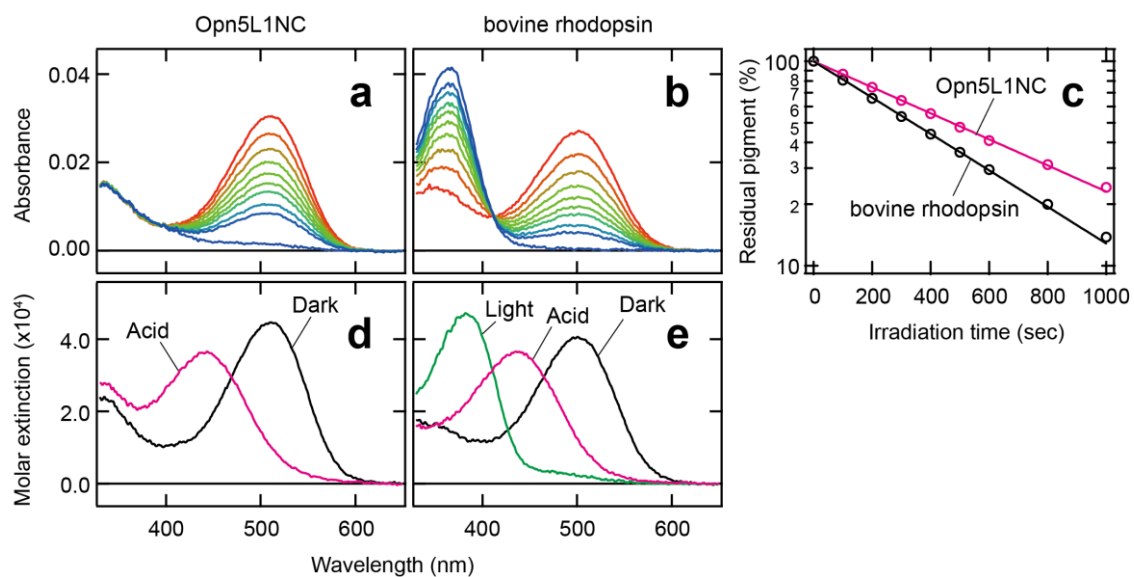 Opn5L1NC
bovine rhodopsin
Absorbance
0.04
0.02
0.00
a
b
Residual pigment (%)
100
8
7
6
5
4
3
2
10
c
Opn5L1NC
bovine rhodopsin
0 200 400 600 800 1000
Irradiation time (sec)
Molar extinction (x10⁴)
4.0
2.0
0.0
Acid
Dark
d
Light
Acid
Dark
e
400 500 600
400 500 600
Wavelength (nm)